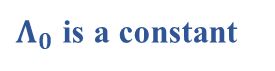 Λ₀ is a constant